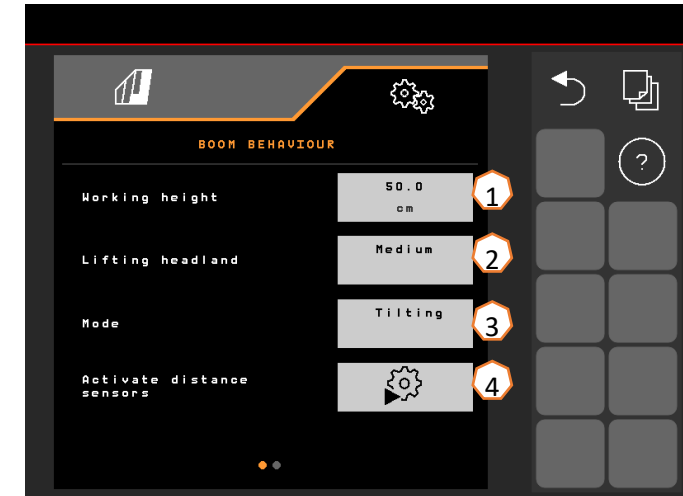 BOOM BEHAVIOUR
Working height
50.0
cm
1
Lifting headland
Medium
2
Mode
Tilting
3
Activate distance
sensors
4
?